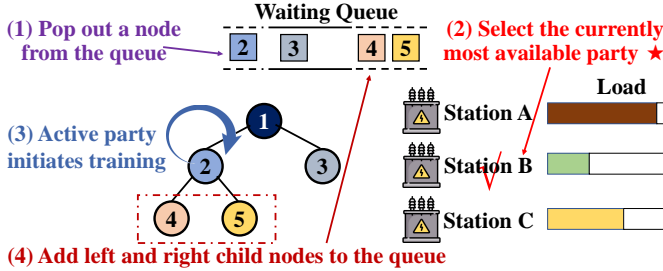 Waiting Queue
(1) Pop out a node
from the queue
2 3 4 5
(2) Select the currently
most available party ★
Load
Station A
Station B
Station C
(3) Active party
initiates training
1
2
3
4
5
(4) Add left and right child nodes to the queue